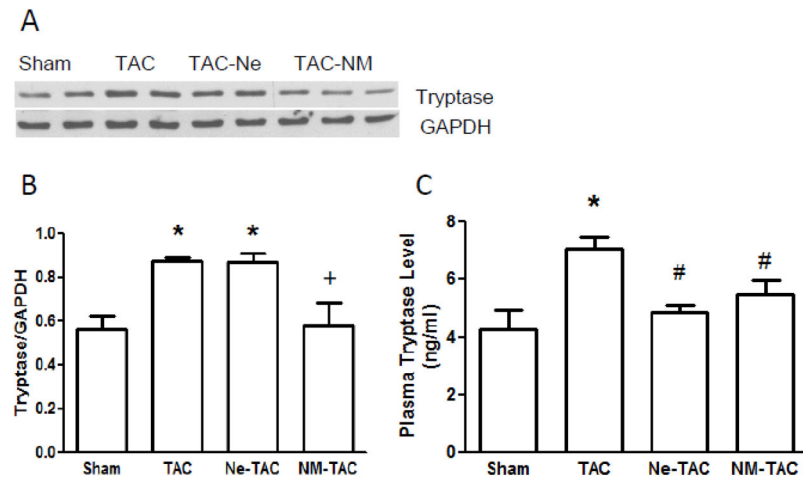 A
Sham TAC TAC-Ne TAC-NM
Tryptase
GAPDH
B
* * +
1.0
0.8
0.6
0.4
0.2
0.0
Tryptase/GAPDH
Sham TAC Ne-TAC NM-TAC
C
* # #
8
6
4
2
0
Plasma Tryptase Level
(ng/ml)
Sham TAC Ne-TAC NM-TAC